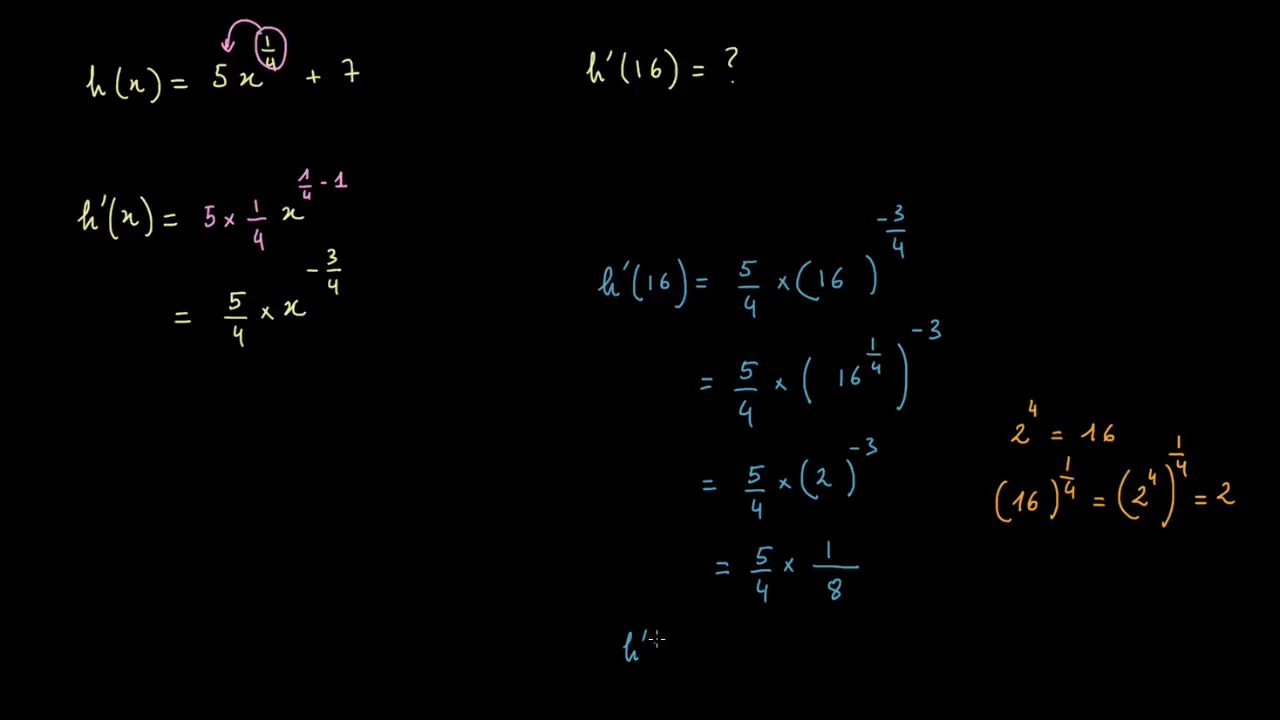 h(x) = 5x^{1/4} + 7
h'(16) = ?
h'(x) = 5 × 1/4 x^{1/4 - 1}
= 5/4 × x^{-3/4}
h'(16) = 5/4 × (16)^{-3/4}
= 5/4 × (16^{1/4})^{-3}
= 5/4 × (2)^{-3}
= 5/4 × 1/8
h'
2^4 = 16
(16)^{1/4} = (2^4)^{1/4} = 2